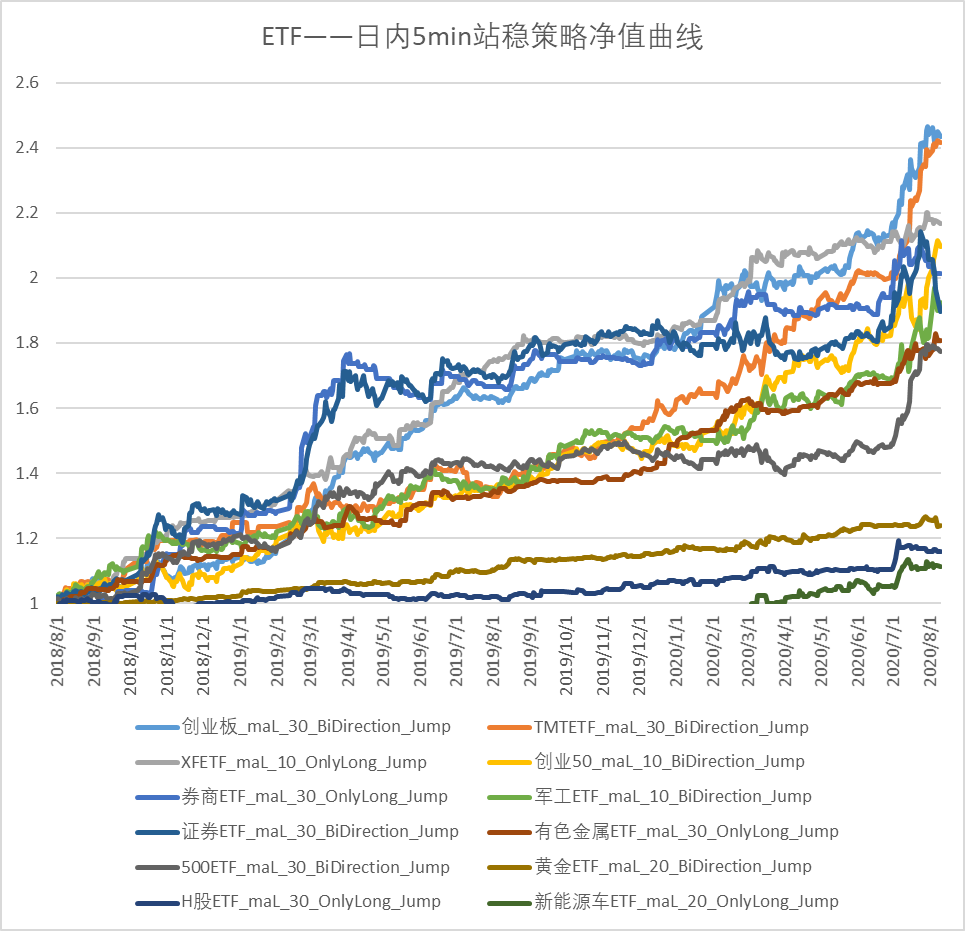 ETF——日内5min站稳策略净值曲线
2.6
2.4
2.2
2
1.8
1.6
1.4
1.2
1
2018/8/1
2018/9/1
2018/10/1
2018/11/1
2018/12/1
2019/1/1
2019/2/1
2019/3/1
2019/4/1
2019/5/1
2019/6/1
2019/7/1
2019/8/1
2019/9/1
2019/10/1
2019/11/1
2019/12/1
2020/1/1
2020/2/1
2020/3/1
2020/4/1
2020/5/1
2020/6/1
2020/7/1
2020/8/1
创业板_maL_30_BiDirection_Jump
TMTETF_maL_30_BiDirection_Jump
XFETF_maL_10_OnlyLong_Jump
创业50_maL_10_BiDirection_Jump
券商ETF_maL_30_OnlyLong_Jump
军工ETF_maL_10_BiDirection_Jump
证券ETF_maL_30_BiDirection_Jump
有色金属ETF_maL_30_OnlyLong_Jump
500ETF_maL_30_BiDirection_Jump
黄金ETF_maL_20_BiDirection_Jump
H股ETF_maL_30_OnlyLong_Jump
新能源车ETF_maL_20_OnlyLong_Jump